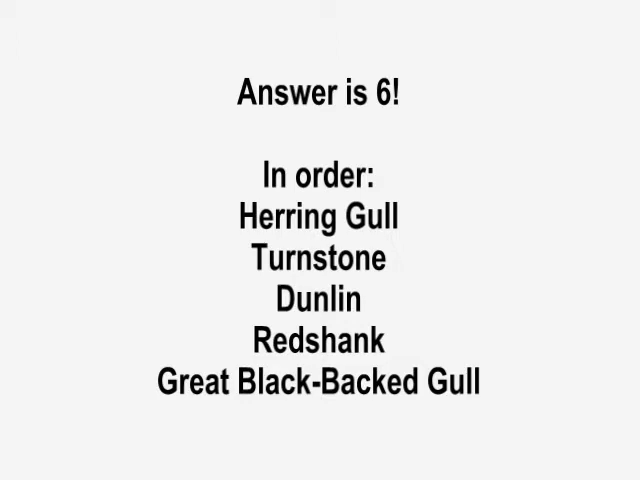 Answer is 6!
In order:
Herring Gull
Turnstone
Dunlin
Redshank
Great Black-Backed Gull